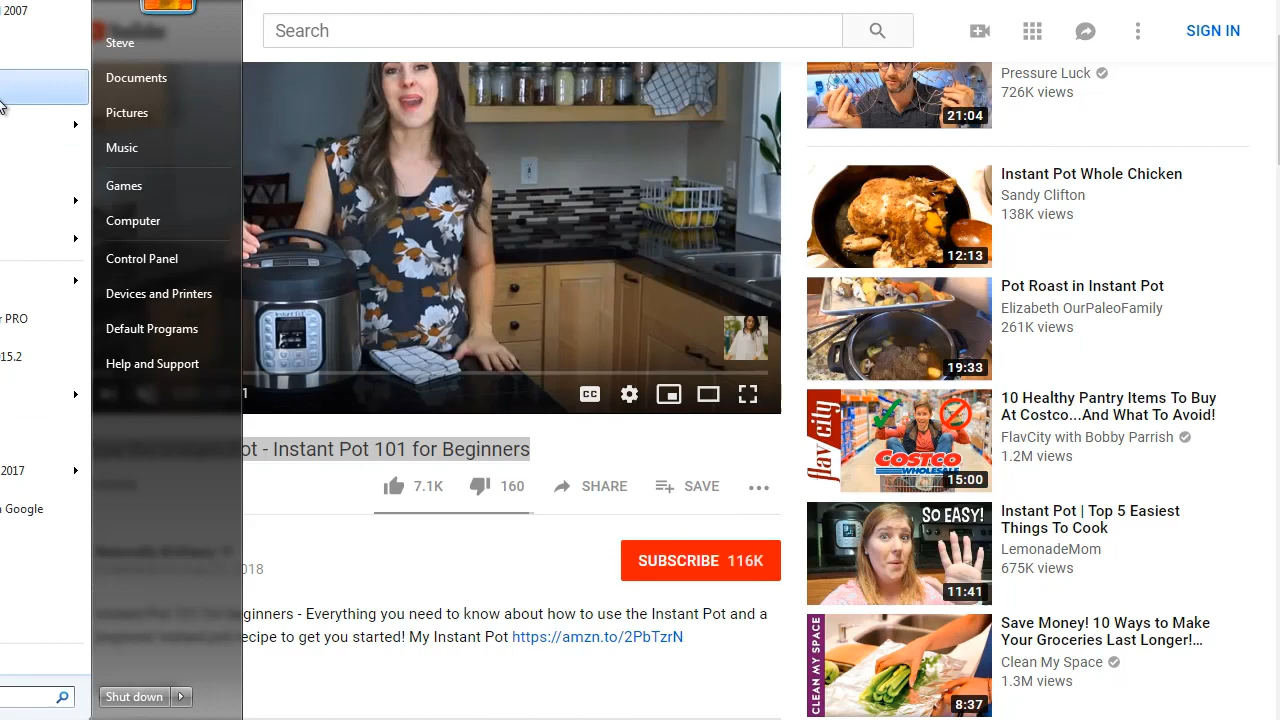 2007
Steve
Documents
Pictures
Music
Games
Computer
Control Panel
Devices and Printers
Default Programs
Help and Support
r PRO
015.2
2017
Google
Shut down
Search
SIGN IN
CC
1
ot - Instant Pot 101 for Beginners
7.1K
160
SHARE
SAVE
2018
SUBSCRIBE 116K
ginners - Everything you need to know about how to use the Instant Pot and a
ecipe to get you started! My Instant Pot https://amzn.to/2PbTzrN
Pressure Luck
726K views
21:04
Instant Pot Whole Chicken
Sandy Clifton
138K views
12:13
Pot Roast in Instant Pot
Elizabeth OurPaleoFamily
261K views
19:33
10 Healthy Pantry Items To Buy
At Costco...And What To Avoid!
FlavCity with Bobby Parrish
1.2M views
flav city
COSTCO
WHOLESALE
15:00
Instant Pot | Top 5 Easiest
Things To Cook
LemonadeMom
675K views
SO EASY!
11:41
Save Money! 10 Ways to Make
Your Groceries Last Longer!...
Clean My Space
1.3M views
CLEAN MY SPACE
8:37